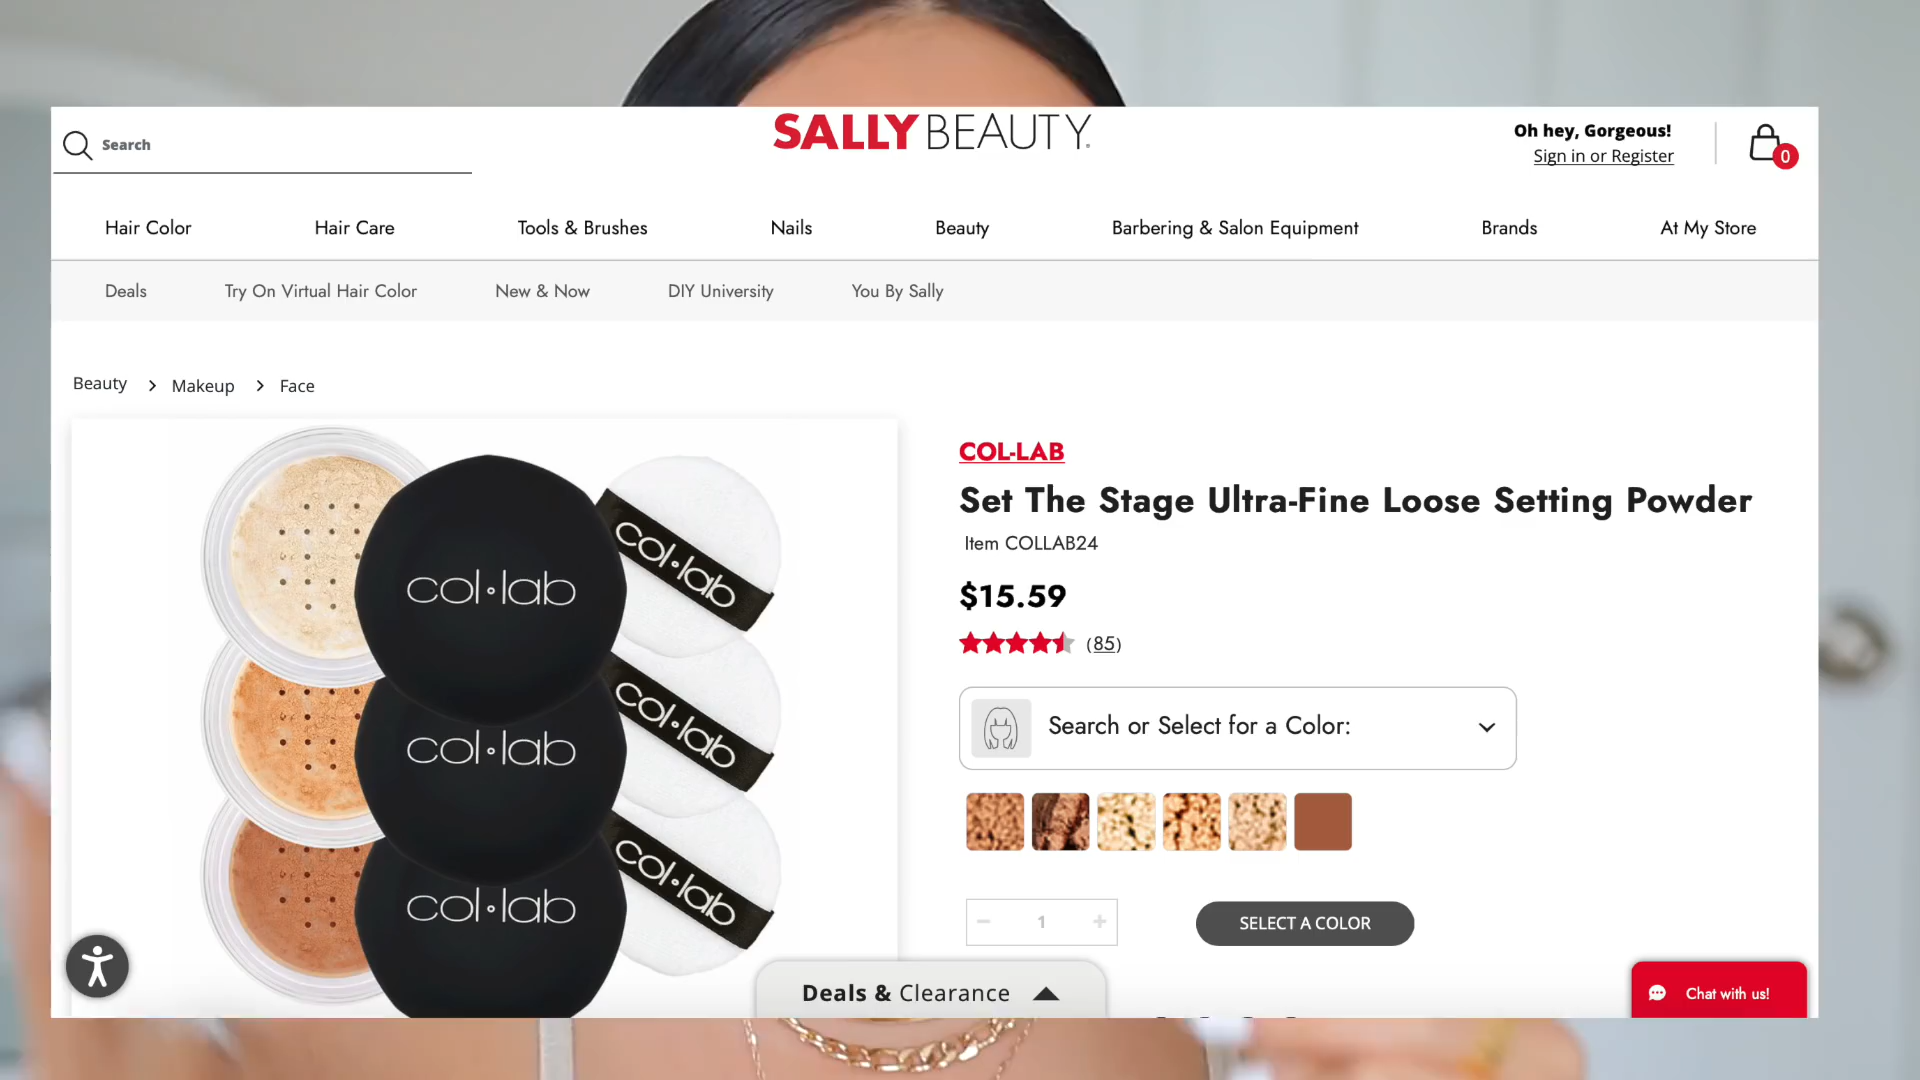 Search
SALLY BEAUTY.
Oh hey, Gorgeous!
Sign in or Register
0
Hair Color
Hair Care
Tools & Brushes
Nails
Beauty
Barbering & Salon Equipment
Brands
At My Store
Deals
Try On Virtual Hair Color
New & Now
DIY University
You By Sally
Beauty > Makeup > Face
col•lab
col•lab
col•lab
col•lab
col•lab
col•lab
COL-LAB
Set The Stage Ultra-Fine Loose Setting Powder
Item COLLAB24
$15.59
(85)
Search or Select for a Color:
- 1 +
SELECT A COLOR
Deals & Clearance
Chat with us!